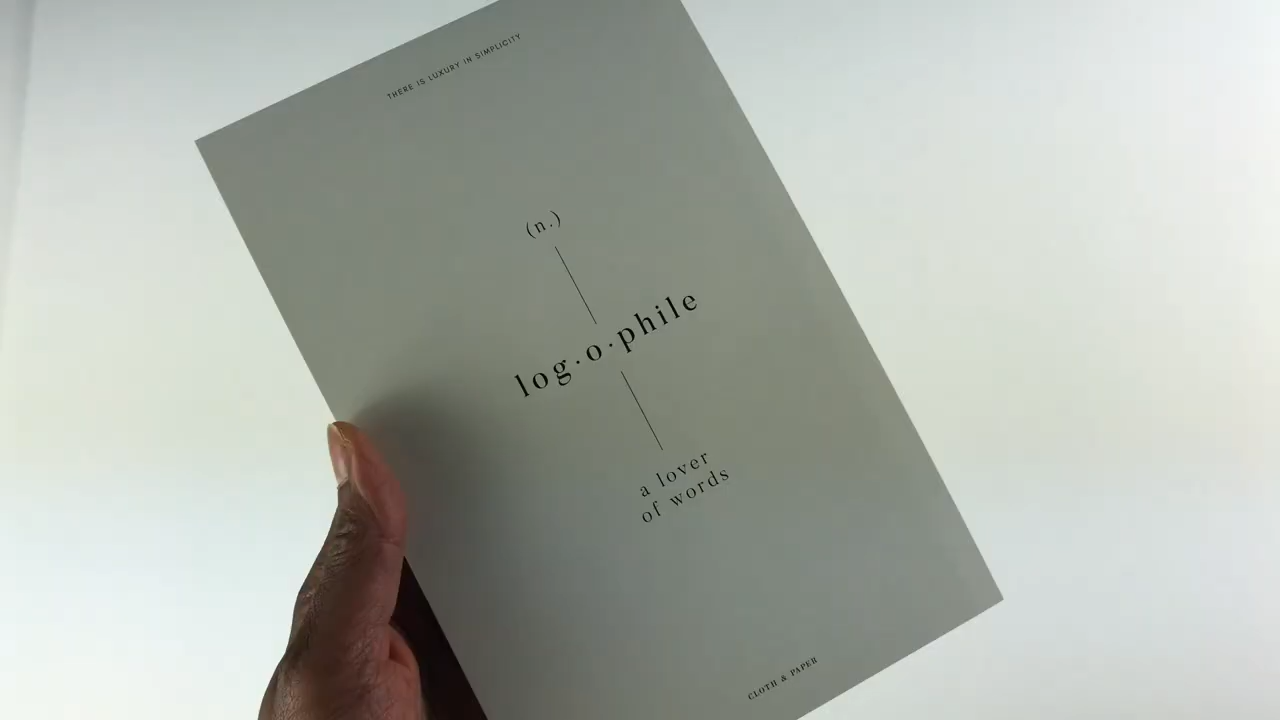 THERE IS LUXURY IN SIMPLICITY
(n.)
log·o·phile
a lover
of words
CLOTH & PAPER